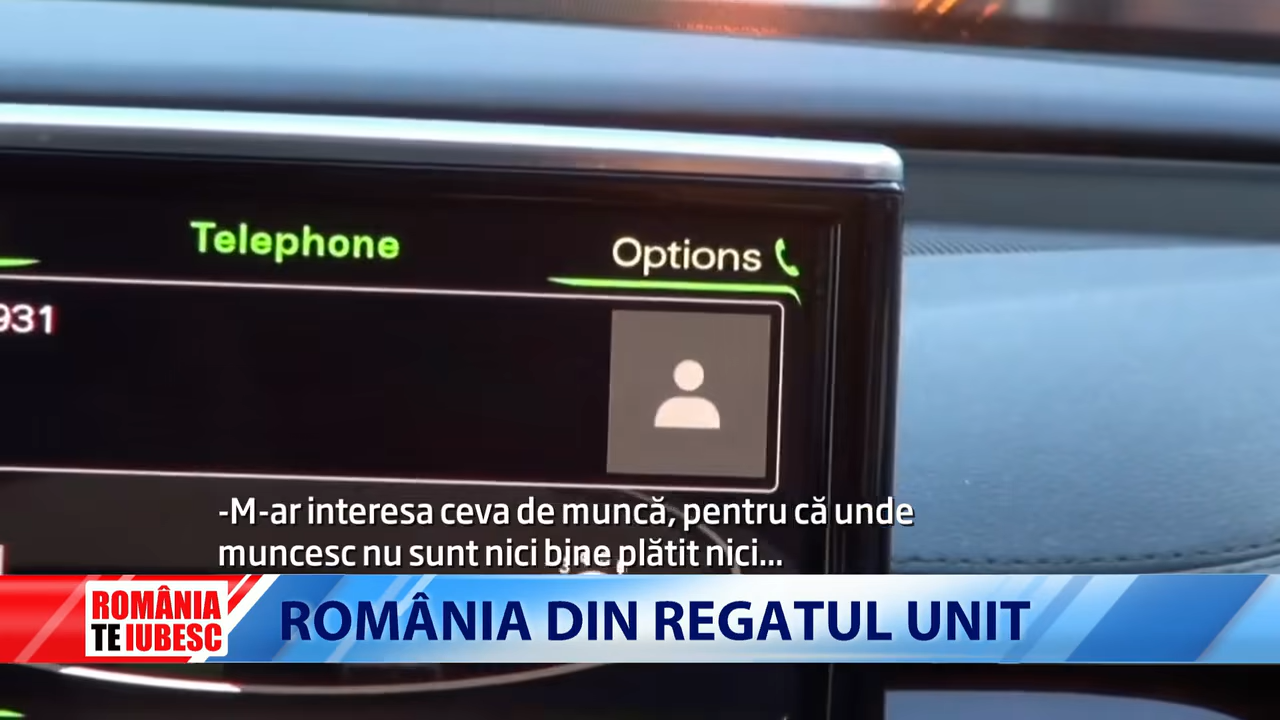 Telephone
Options
931
-M-ar interesa ceva de muncă, pentru că unde
muncesc nu sunt nici bine plătit nici...
ROMÂNIA
TE IUBESC
ROMÂNIA DIN REGATUL UNIT